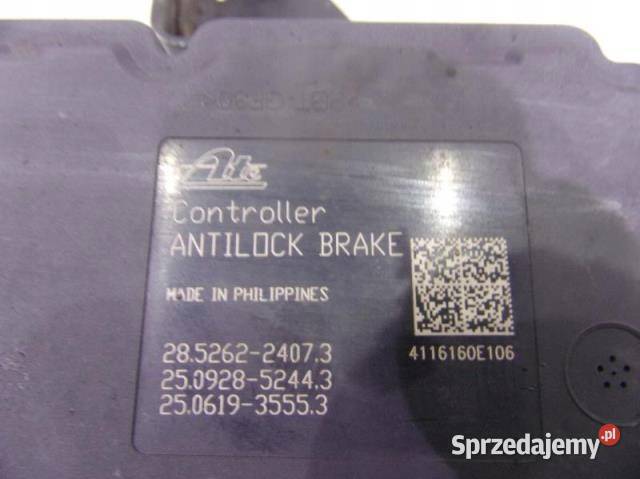 Ate
Controller
ANTILOCK BRAKE
MADE IN PHILIPPINES
28.5262-2407.3
25.0928-5244.3
25.0619-3555.3
4116160E106
Sprzedajemy.pl